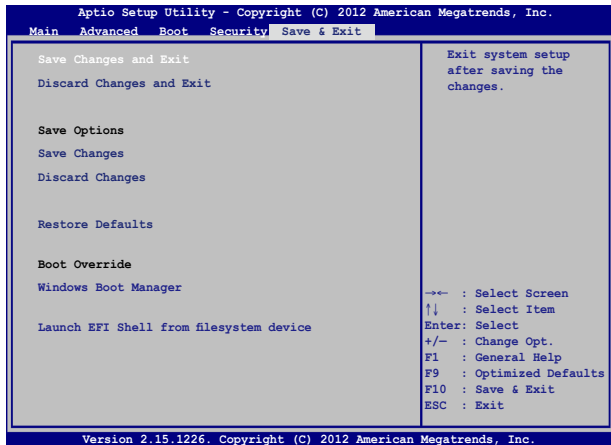 Aptio Setup Utility - Copyright (C) 2012 American Megatrends, Inc.
Main Advanced Boot Security Save & Exit
Save Changes and Exit
Discard Changes and Exit
Save Options
Save Changes
Discard Changes
Restore Defaults
Boot Override
Windows Boot Manager
Launch EFI Shell from filesystem device
Exit system setup
after saving the
changes.
→← : Select Screen
↑↓ : Select Item
Enter: Select
+/— : Change Opt.
F1 : General Help
F9 : Optimized Defaults
F10 : Save & Exit
ESC : Exit
Version 2.15.1226. Copyright (C) 2012 American Megatrends, Inc.